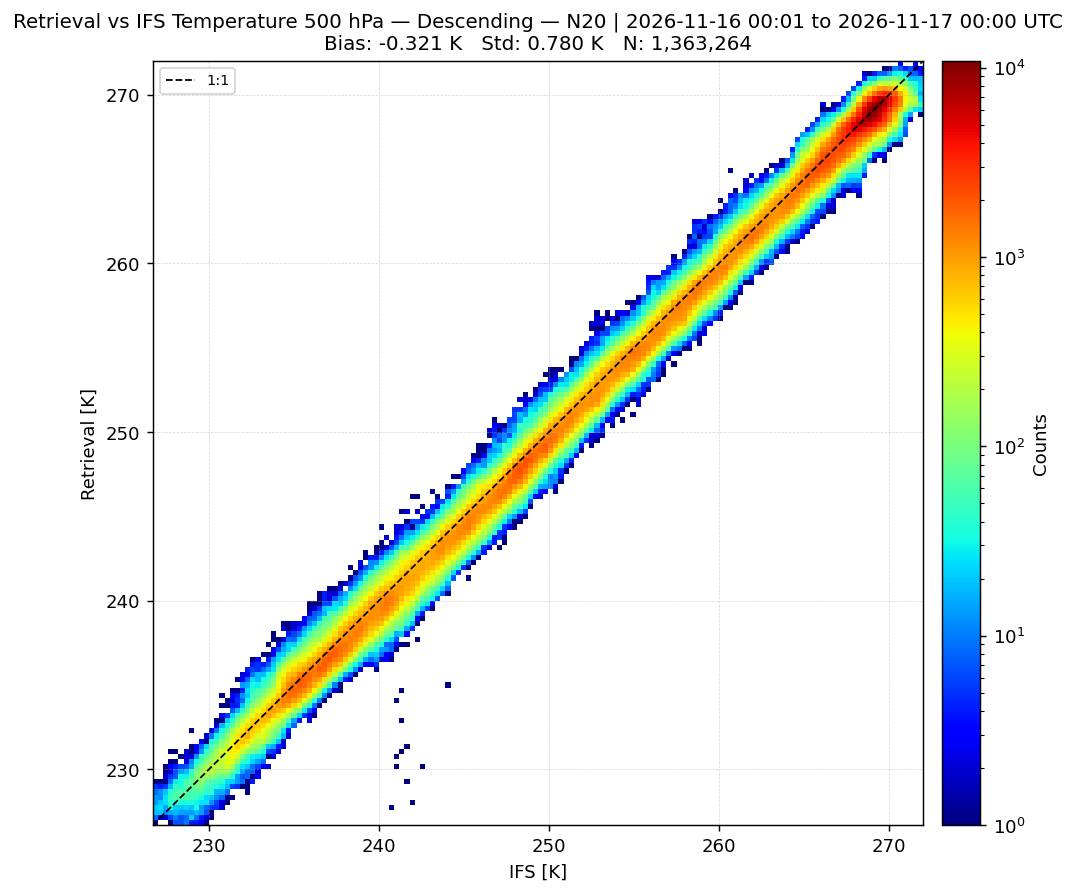 Retrieval vs IFS Temperature 500 hPa — Descending — N20 | 2026-11-16 00:01 to 2026-11-17 00:00 UTC
Bias: -0.321 K   Std: 0.780 K   N: 1,363,264
1:1
270
260
250
240
230
Retrieval [K]
230 240 250 260 270
IFS [K]
10⁴
10³
10²
10¹
10⁰
Counts